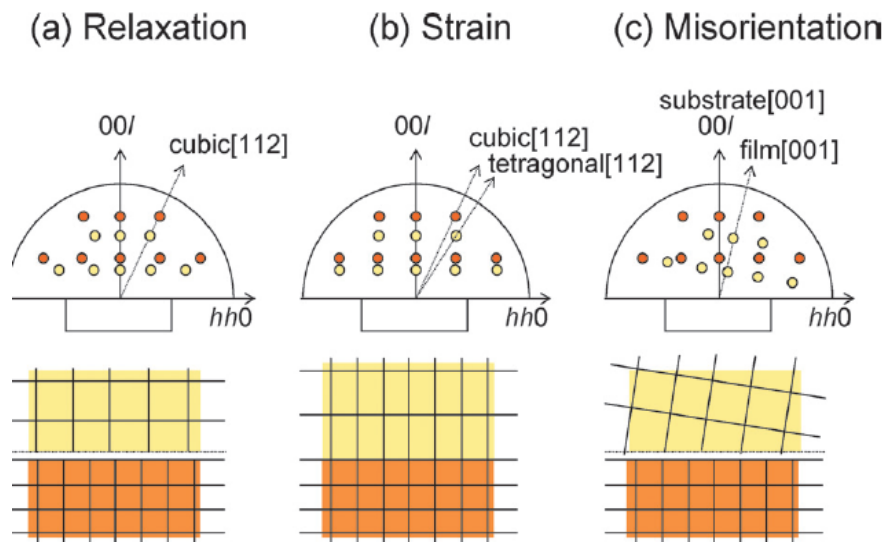 (a) Relaxation
(b) Strain
(c) Misorientation
00l
cubic[112]
hh0
00l
cubic[112]
tetragonal[112]
hh0
substrate[001]
00l
film[001]
hh0